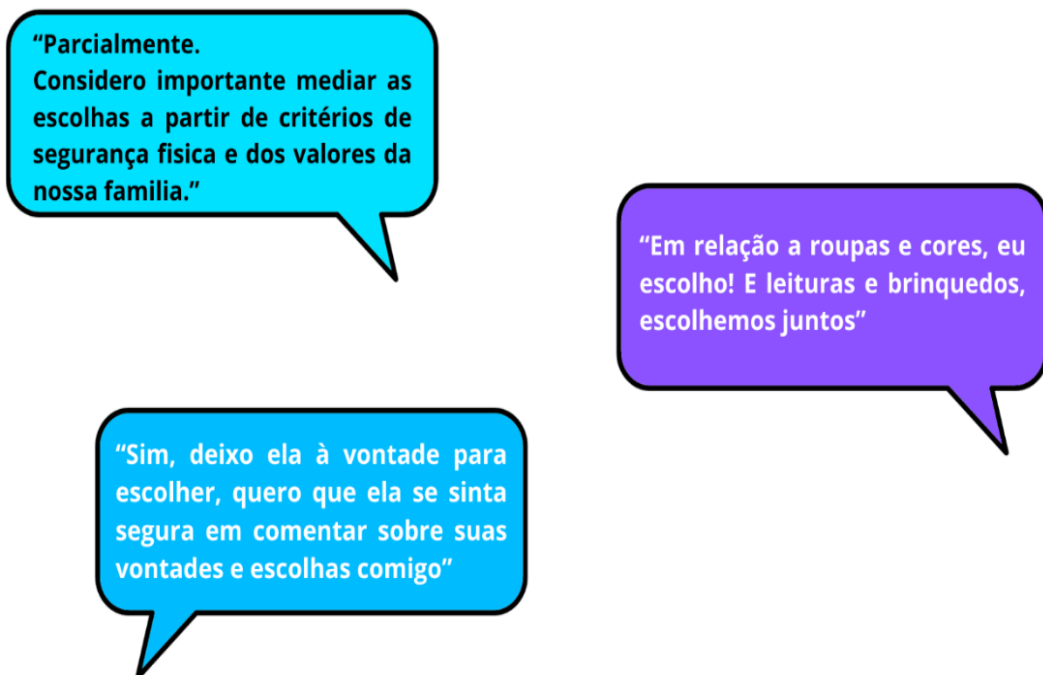 “Parcialmente.
Considero importante mediar as
escolhas a partir de critérios de
segurança fisica e dos valores da
nossa familia.”
“Em relação a roupas e cores, eu
escolho! E leituras e brinquedos,
escolhemos juntos”
“Sim, deixo ela à vontade para
escolher, quero que ela se sinta
segura em comentar sobre suas
vontades e escolhas comigo”